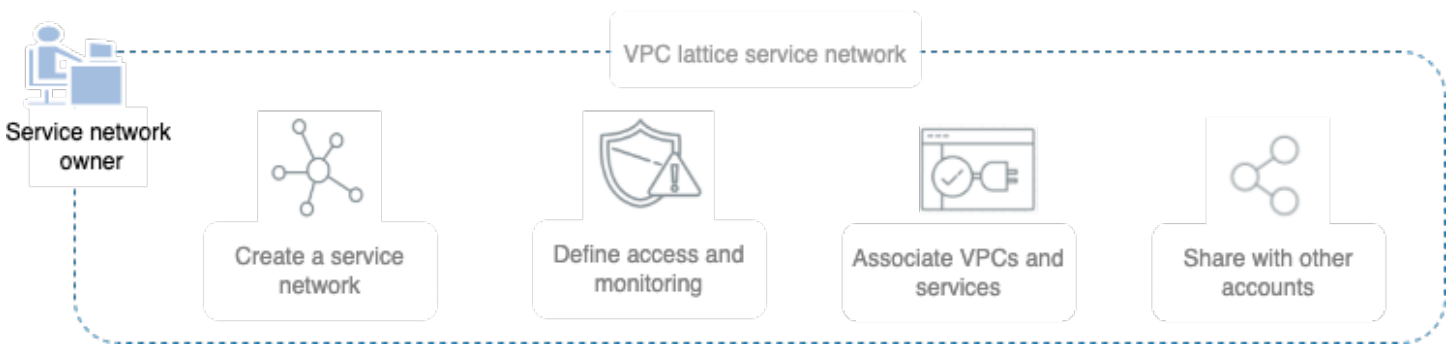 VPC lattice service network
Service network
owner
Create a service
network
Define access and
monitoring
Associate VPCs and
services
Share with other
accounts